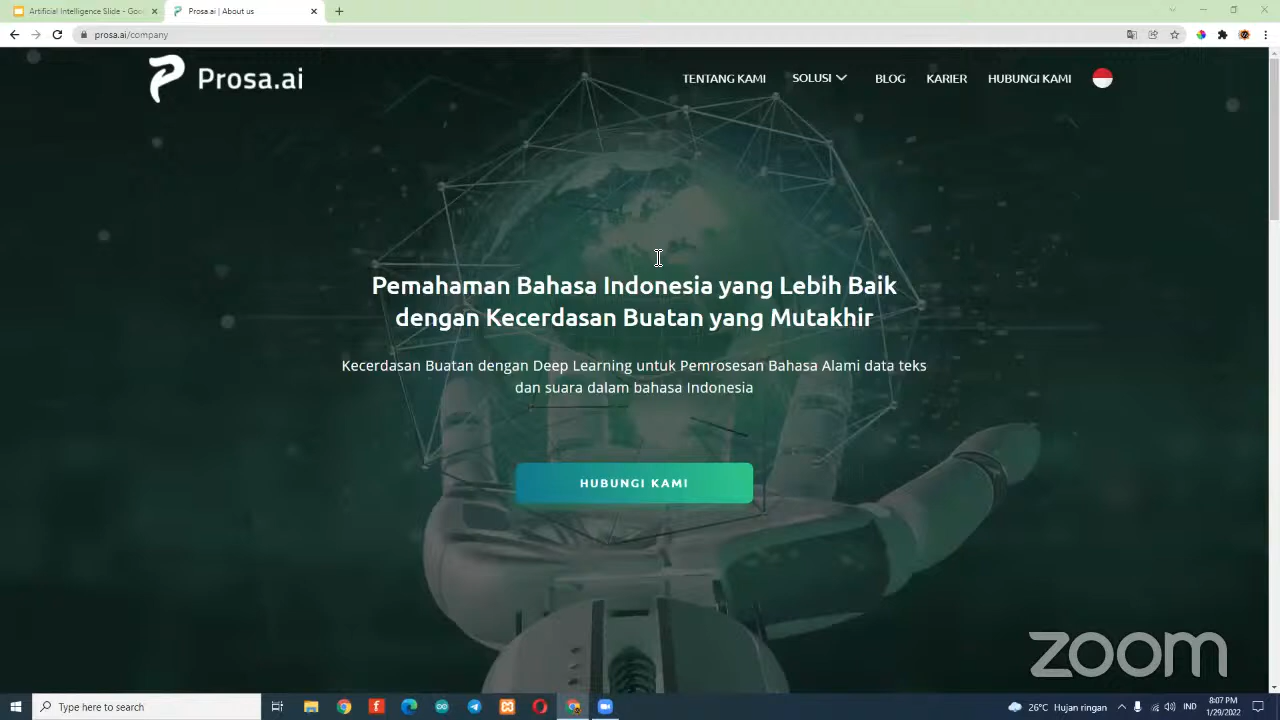 Artificial Intelligence Slide - Goo
Prosa.ai | About us
prosa.ai/company
Prosa.ai
TENTANG KAMI
SOLUSI
BLOG
KARIER
HUBUNGI KAMI
Pemahaman Bahasa Indonesia yang Lebih Baik
dengan Kecerdasan Buatan yang Mutakhir
Kecerdasan Buatan dengan Deep Learning untuk Pemrosesan Bahasa Alami data teks
dan suara dalam bahasa Indonesia
HUBUNGI KAMI
zoom
Type here to search
26°C Hujan ringan
IND
8:07 PM
1/29/2022